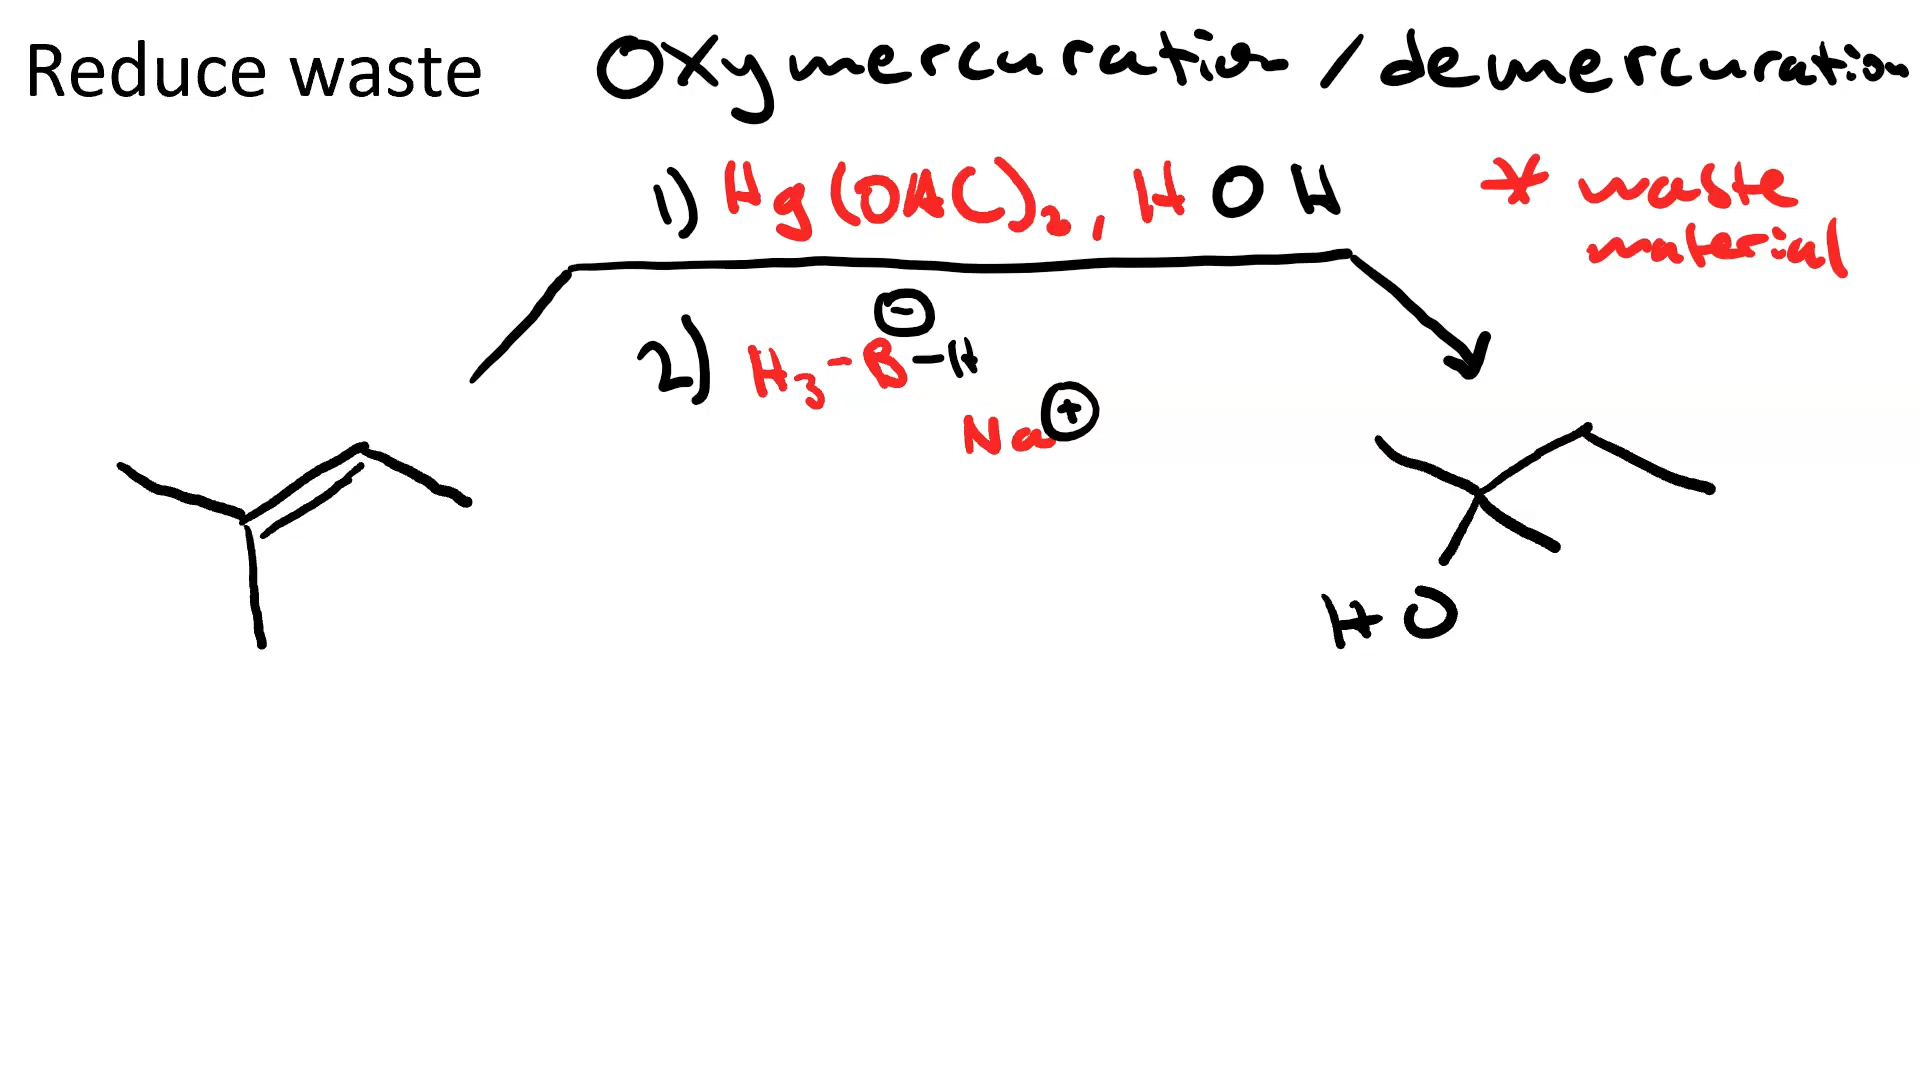 Reduce waste Oxymercuration / demercuration
1) Hg(OAC)₂, HOH
* waste
material
⊖
2) H₃-B-H
Na⊕
HO